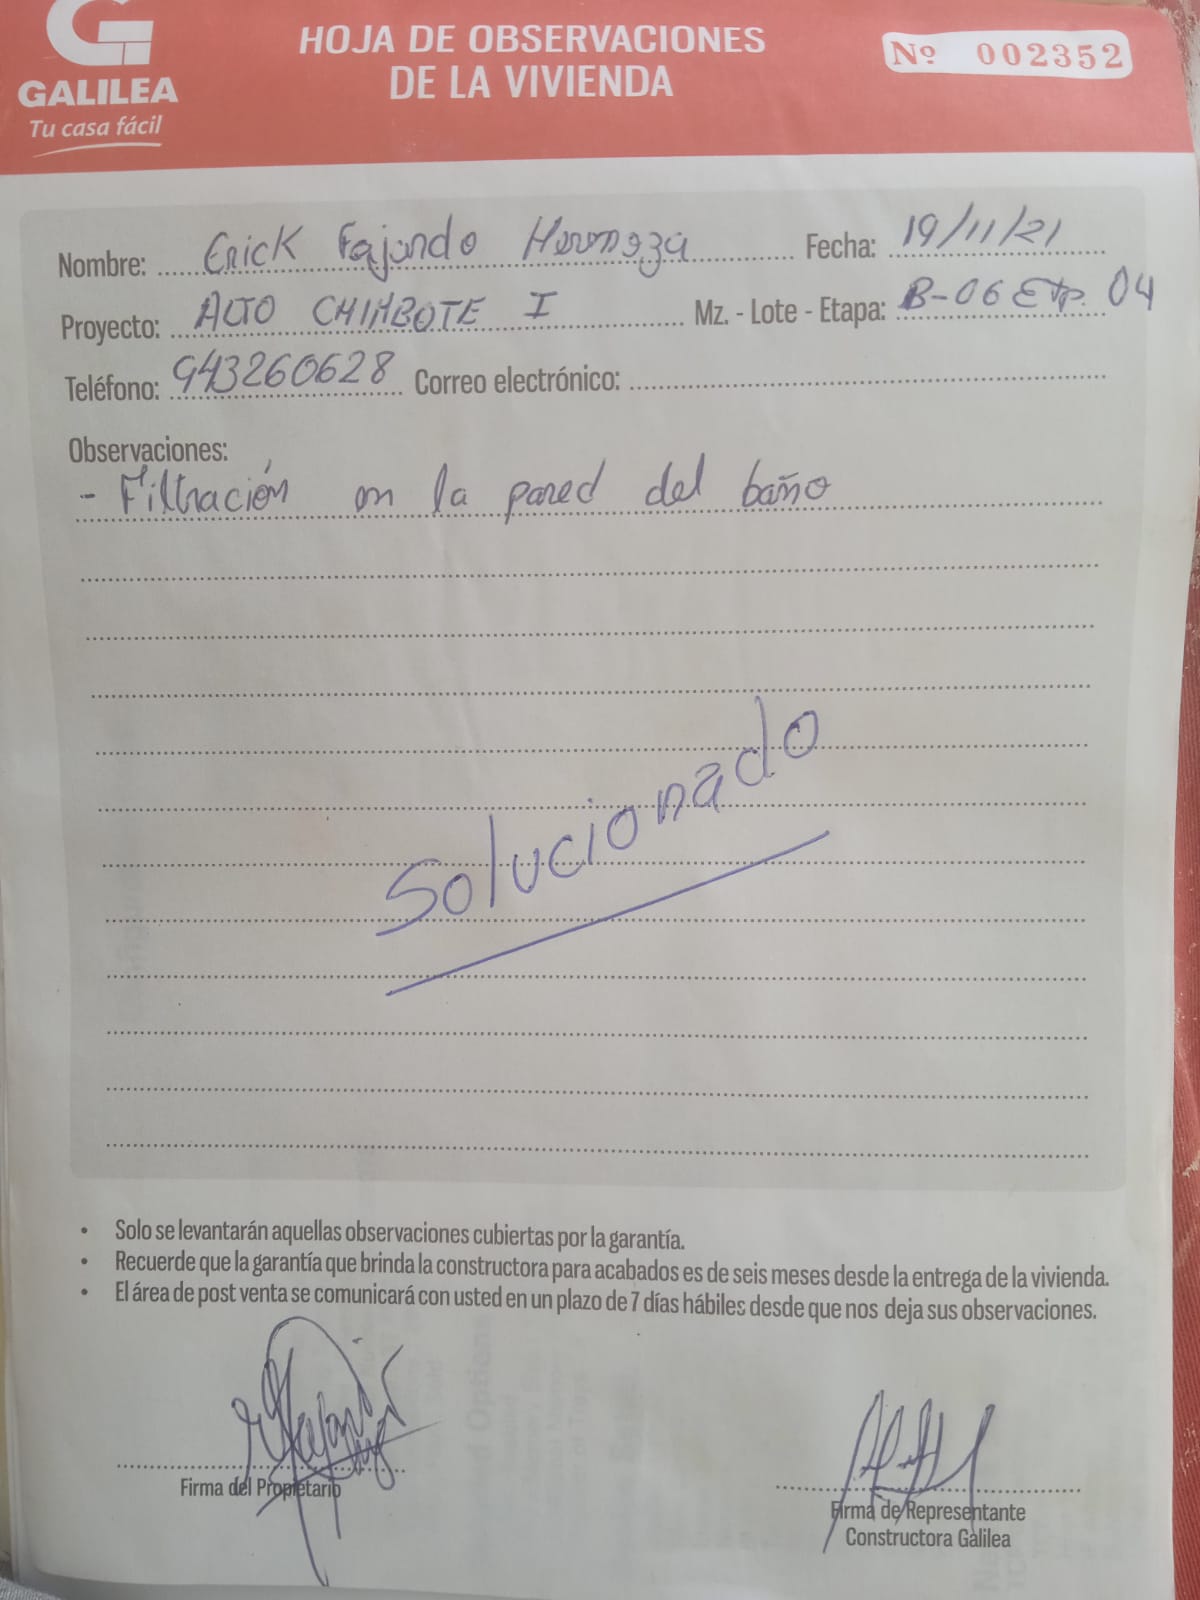 GALILEA
Tu casa fácil
HOJA DE OBSERVACIONES
DE LA VIVIENDA
Nº 002352
Nombre: Erick Fajardo Hermoza Fecha: 19/11/21
Proyecto: ALTO CHIMBOTE I Mz. - Lote - Etapa: B-06 Etp. 04
Teléfono: 943260628 Correo electrónico:
Observaciones:
- Filtración en la pared del baño
Solucionado
• Solo se levantarán aquellas observaciones cubiertas por la garantía.
• Recuerde que la garantía que brinda la constructora para acabados es de seis meses desde la entrega de la vivienda.
• El área de post venta se comunicará con usted en un plazo de 7 días hábiles desde que nos deja sus observaciones.
Firma del Propietario
Firma de Representante
Constructora Galilea